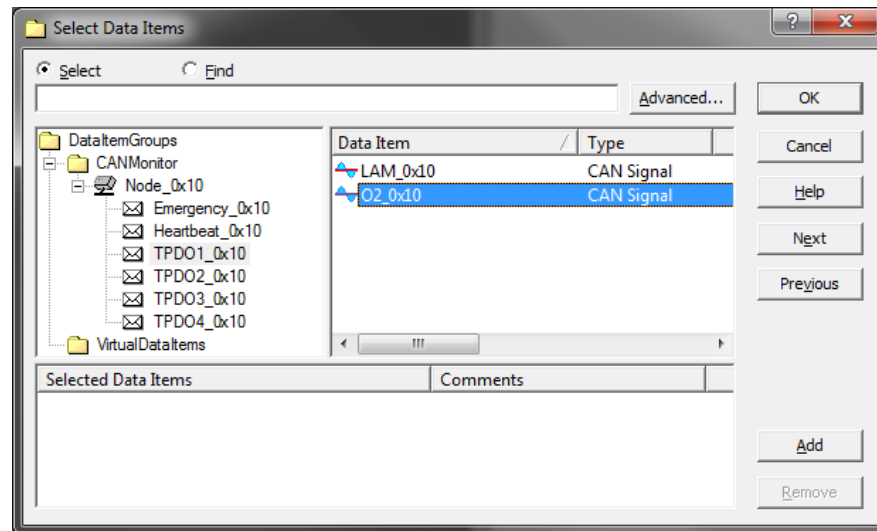 Select Data Items
?
X
Select
Find
Advanced...
OK
Cancel
Help
Next
Previous
Add
Remove
DataItemGroups
CANMonitor
Node_0x10
Emergency_0x10
Heartbeat_0x10
TPDO1_0x10
TPDO2_0x10
TPDO3_0x10
TPDO4_0x10
VirtualDataItems
Data Item Type
LAM_0x10 CAN Signal
O2_0x10 CAN Signal
Selected Data Items Comments